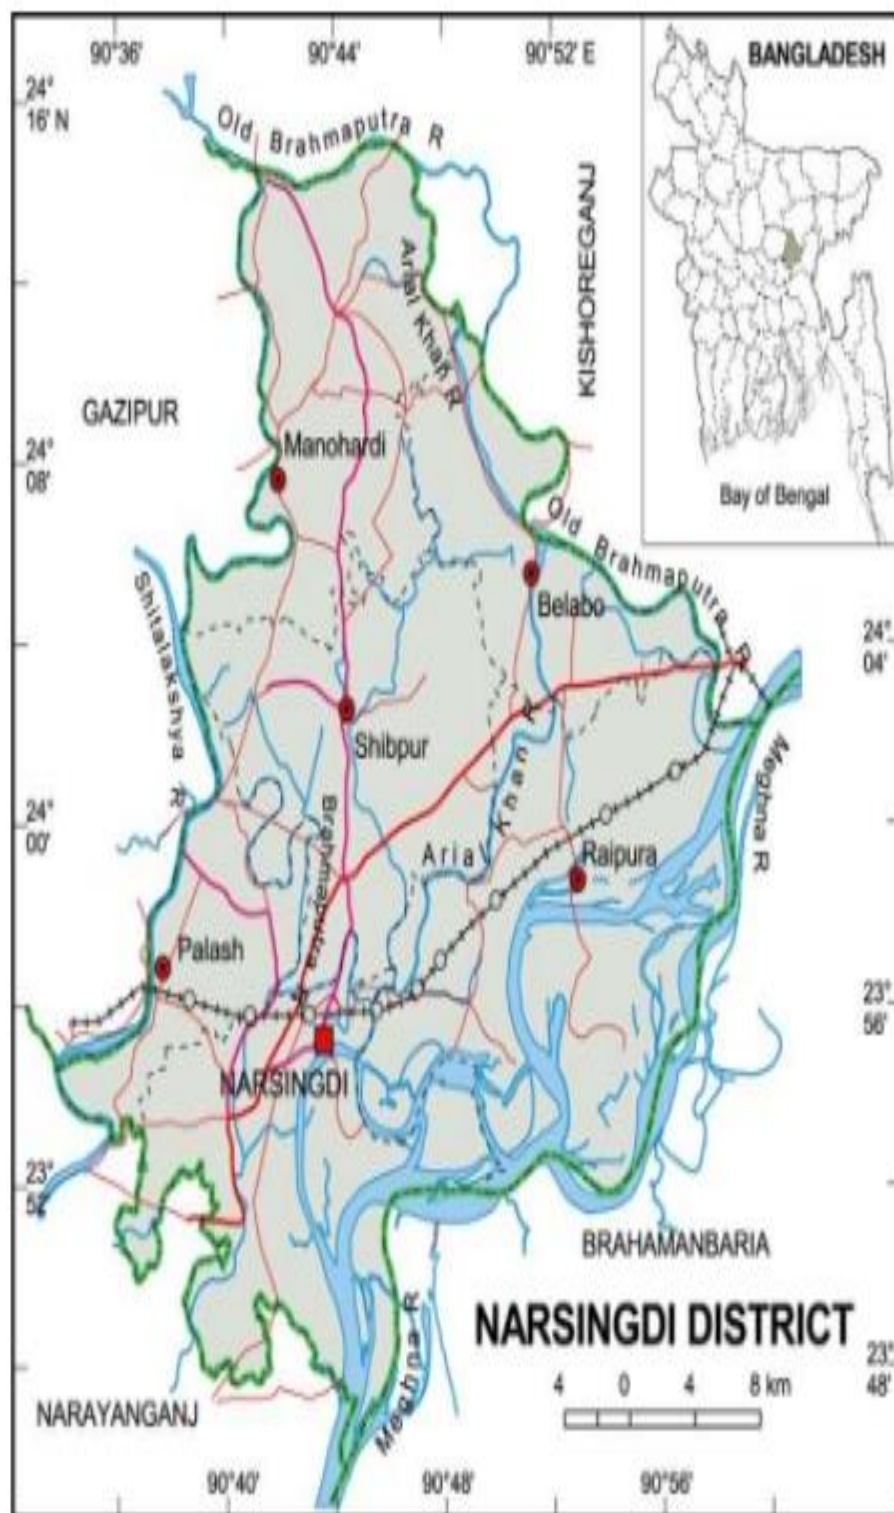 90°36'
90°44'
90°52' E
BANGLADESH
24°
16' N
Old Brahmaputra R
KISHOREGANJ
Arial Khan R
GAZIPUR
24°
08'
Manohardi
Bay of Bengal
Old Brahmaputra R
Shitalakshya R
Belabo
24°
04'
Shibpur
Meghna R
24°
00'
Brahmaputra R
Arial Khan R
Raipura
Palash
23°
56'
NARSINGDI
23°
52'
BRAHAMANBARIA
NARSINGDI DISTRICT
Meghna R
23°
48'
4 0 4 8 km
NARAYANGANJ
90°40'
90°48'
90°56'